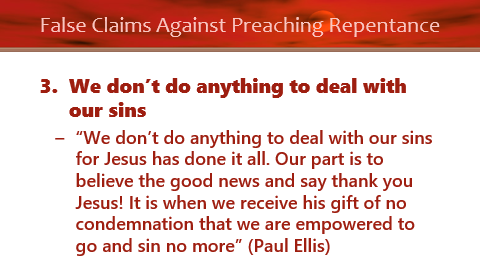 False Claims Against Preaching Repentance
3. We don’t do anything to deal with
our sins
– “We don’t do anything to deal with our sins
for Jesus has done it all. Our part is to
believe the good news and say thank you
Jesus! It is when we receive his gift of no
condemnation that we are empowered to
go and sin no more” (Paul Ellis)